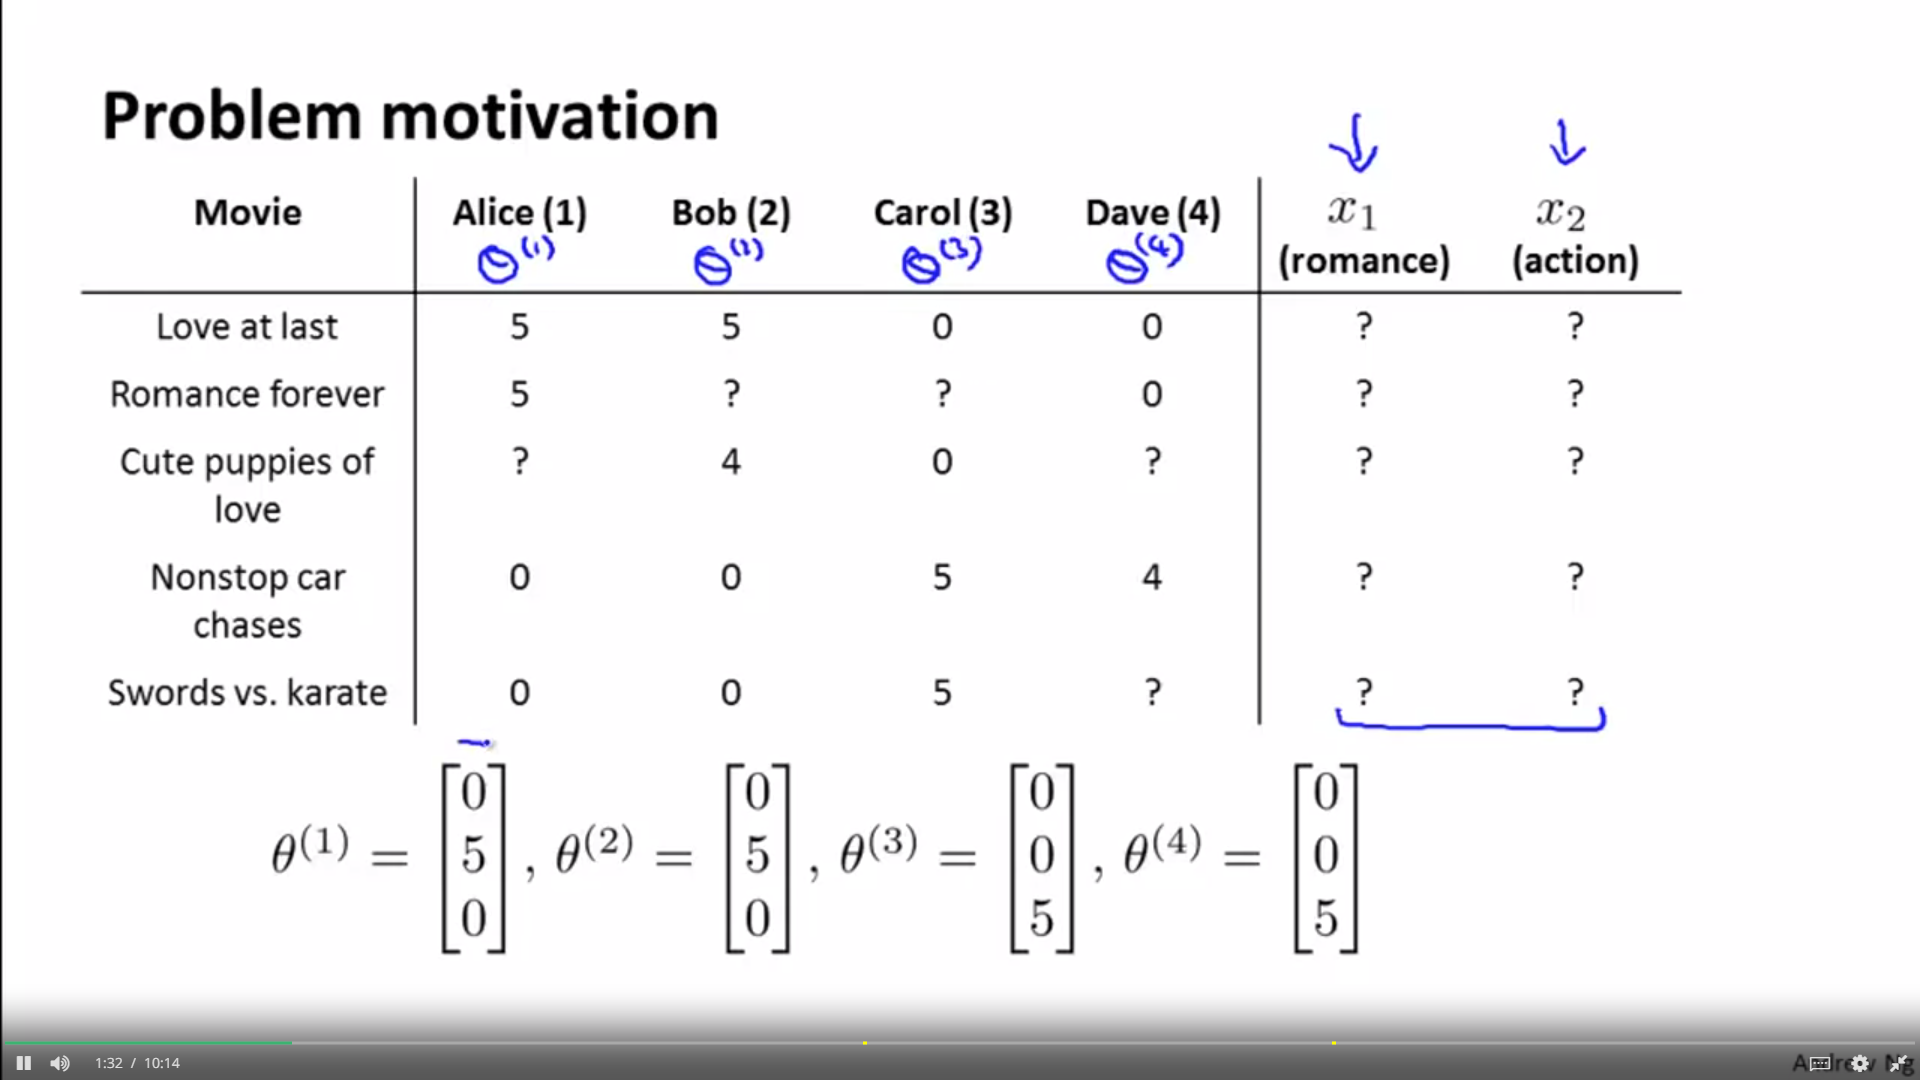 Problem motivation
Movie Alice (1) Bob (2) Carol (3) Dave (4) x₁ x₂
θ⁽¹⁾ θ⁽²⁾ θ⁽³⁾ θ⁽⁴⁾ (romance) (action)
Love at last 5 5 0 0 ? ?
Romance forever 5 ? ? 0 ? ?
Cute puppies of ? 4 0 ? ? ?
love
Nonstop car 0 0 5 4 ? ?
chases
Swords vs. karate 0 0 5 ? ? ?
θ⁽¹⁾ = [0 5 0], θ⁽²⁾ = [0 5 0], θ⁽³⁾ = [0 0 5], θ⁽⁴⁾ = [0 0 5]
1:32 / 10:14
Andrew Ng